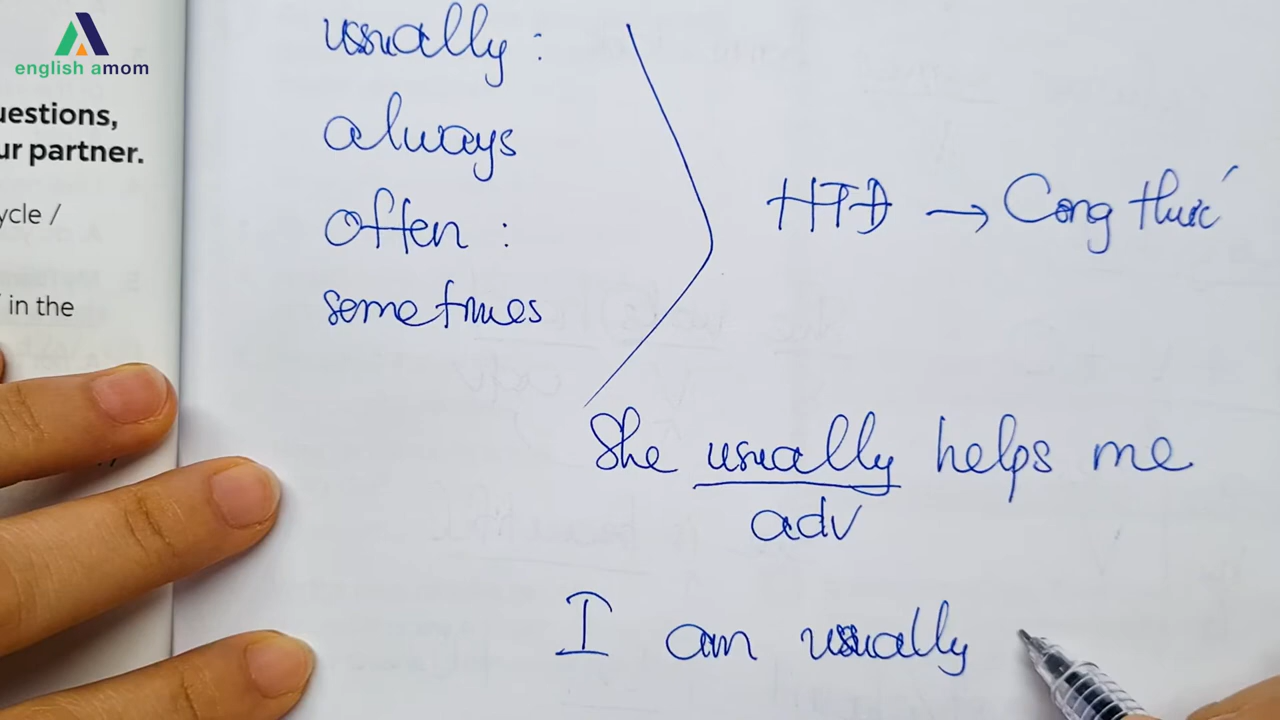 english amom
uestions,
ur partner.
ycle /
in the
usually :
always
often :
sometimes
HTĐ → Công thức
She usually helps me
adv
I am usually